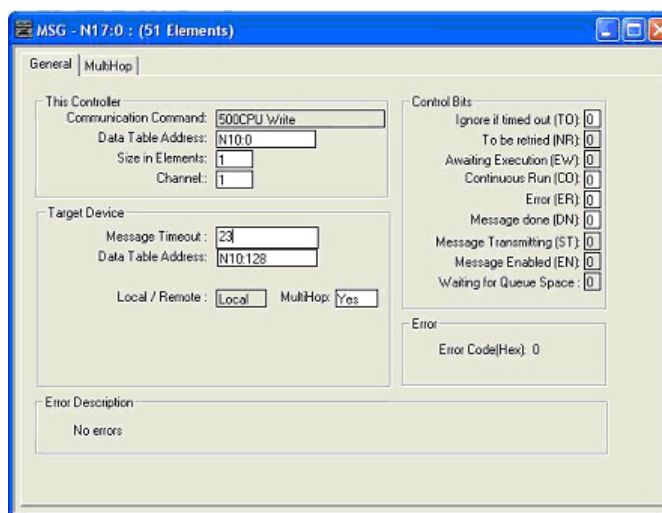 MSG - N17:0 : (51 Elements)
General MultiHop
This Controller
Communication Command: 500CPU Write
Data Table Address: N10:0
Size in Elements: 1
Channel: 1
Target Device
Message Timeout : 23
Data Table Address: N10:128
Local / Remote : Local MultiHop: Yes
Control Bits
Ignore if timed out (TO): 0
To be retried (NR): 0
Awaiting Execution (EW): 0
Continuous Run (CO): 0
Error (ER): 0
Message done (DN): 0
Message Transmitting (ST): 0
Message Enabled (EN): 0
Waiting for Queue Space : 0
Error
Error Code(Hex): 0
Error Description
No errors